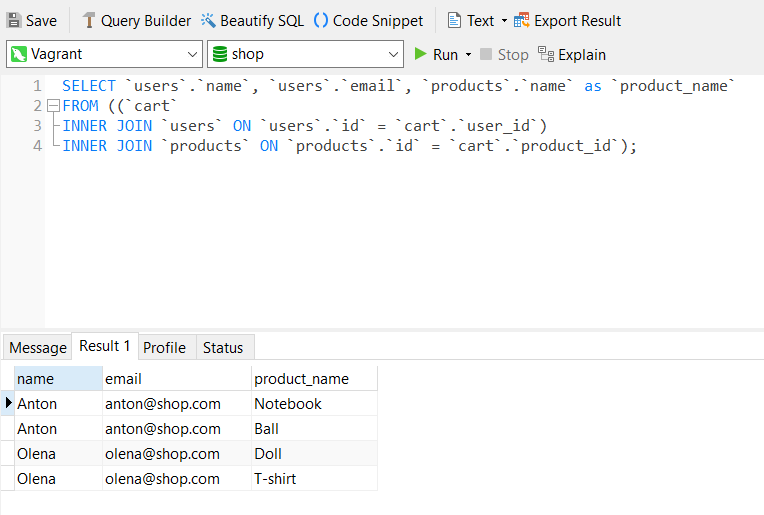 Save Query Builder Beautify SQL Code Snippet Text Export Result
Vagrant shop Run Stop Explain
1 SELECT `users`.`name`, `users`.`email`, `products`.`name` as `product_name`
2 FROM ((`cart`
3 INNER JOIN `users` ON `users`.`id` = `cart`.`user_id`)
4 INNER JOIN `products` ON `products`.`id` = `cart`.`product_id`);
Message Result 1 Profile Status
name email product_name
Anton anton@shop.com Notebook
Anton anton@shop.com Ball
Olena olena@shop.com Doll
Olena olena@shop.com T-shirt